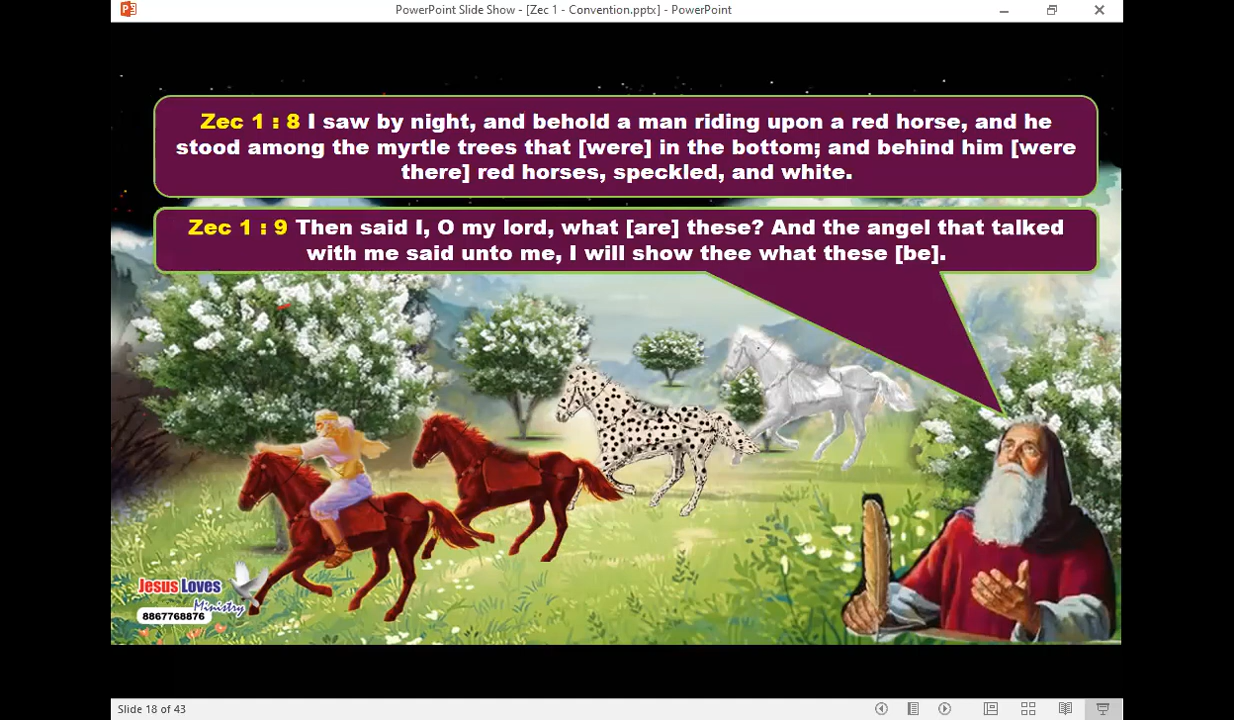 PowerPoint Slide Show - [Zec 1 - Convention.pptx] - PowerPoint
Zec 1 : 8 I saw by night, and behold a man riding upon a red horse, and he
stood among the myrtle trees that [were] in the bottom; and behind him [were
there] red horses, speckled, and white.
Zec 1 : 9 Then said I, O my lord, what [are] these? And the angel that talked
with me said unto me, I will show thee what these [be].
Jesus Loves
Ministry
8867768876
Slide 18 of 43